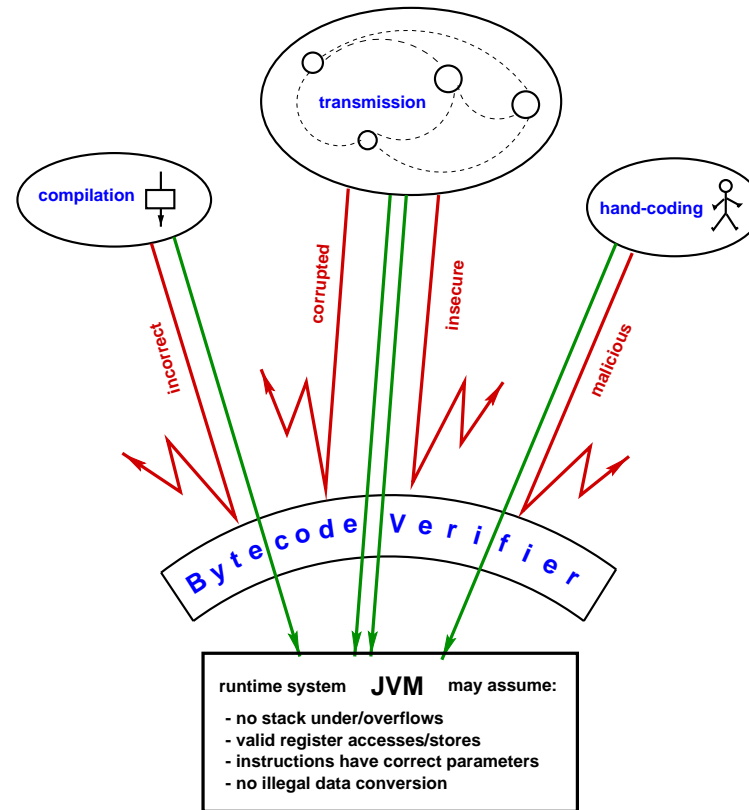 transmission
compilation
hand-coding
incorrect
corrupted
insecure
malicious
Bytecode Verifier
runtime system JVM may assume:
- no stack under/overflows
- valid register accesses/stores
- instructions have correct parameters
- no illegal data conversion